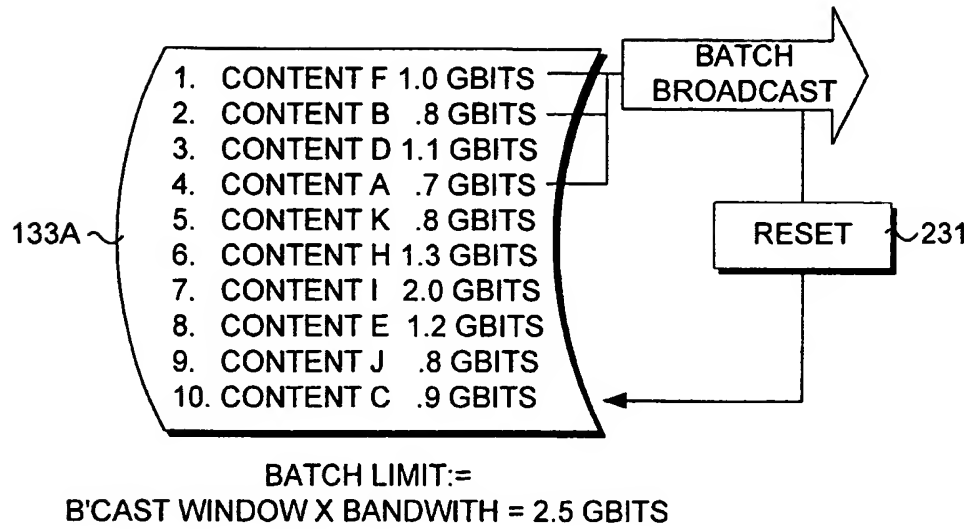 1. CONTENT F 1.0 GBITS
2. CONTENT B .8 GBITS
3. CONTENT D 1.1 GBITS
4. CONTENT A .7 GBITS
5. CONTENT K .8 GBITS
6. CONTENT H 1.3 GBITS
7. CONTENT I 2.0 GBITS
8. CONTENT E 1.2 GBITS
9. CONTENT J .8 GBITS
10. CONTENT C .9 GBITS
BATCH
BROADCAST
133A
RESET
231
BATCH LIMIT:=
B'CAST WINDOW X BANDWITH = 2.5 GBITS